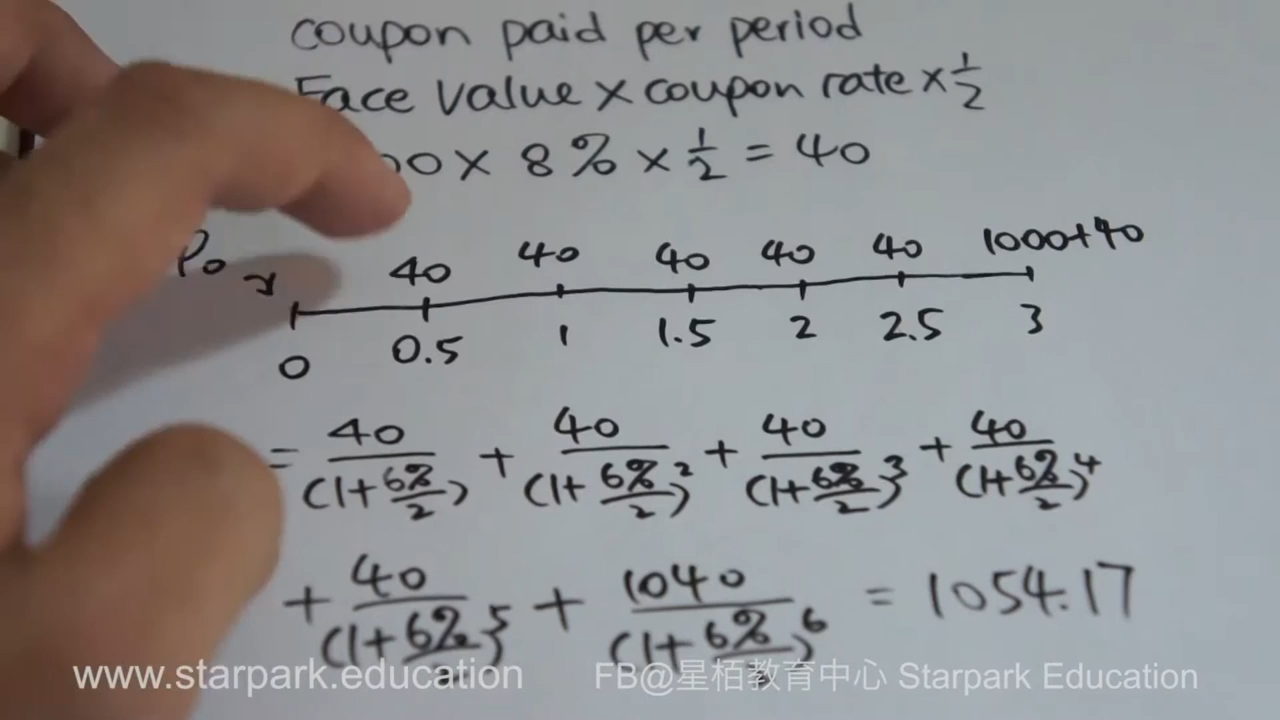 coupon paid per period
Face value × coupon rate × 1/2
00 × 8% × 1/2 = 40
P0
40 40 40 40 40 1000+40
0 0.5 1 1.5 2 2.5 3
= 40/(1+6%/2) + 40/(1+6%/2)^2 + 40/(1+6%/2)^3 + 40/(1+6%/2)^4
+ 40/(1+6%/2)^5 + 1040/(1+6%/2)^6 = 1054.17
www.starpark.education FB@星栢教育中心 Starpark Education